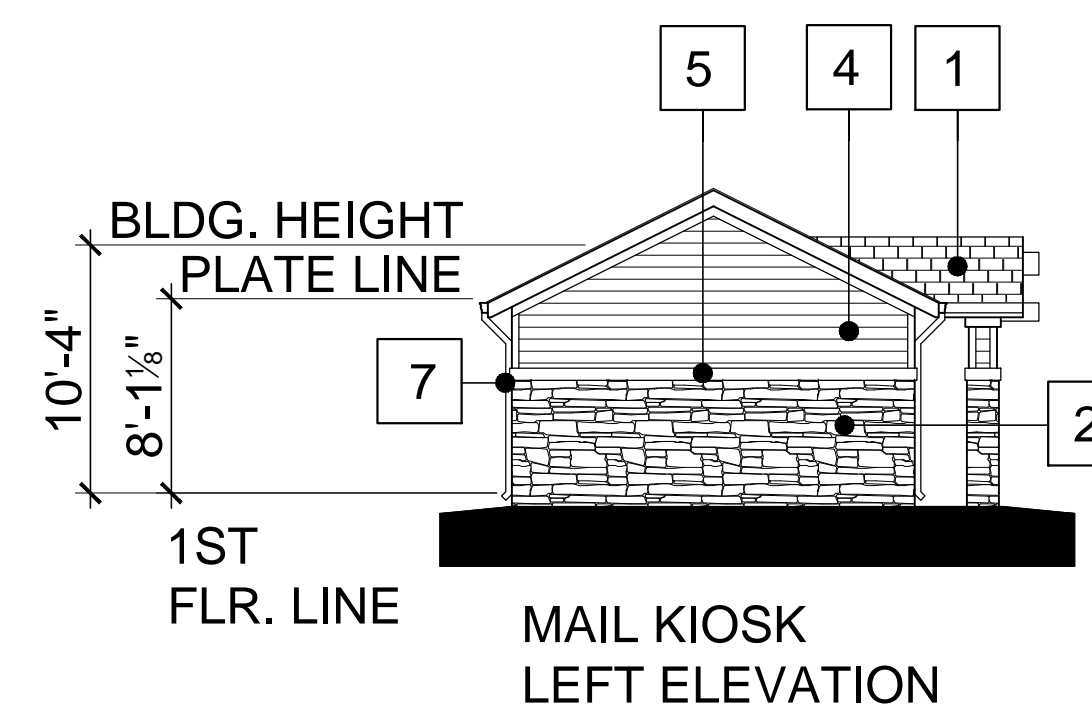 5 4 1
BLDG. HEIGHT
PLATE LINE
10'-4"
8'-1⅛"
7
2
1ST
FLR. LINE
MAIL KIOSK
LEFT ELEVATION